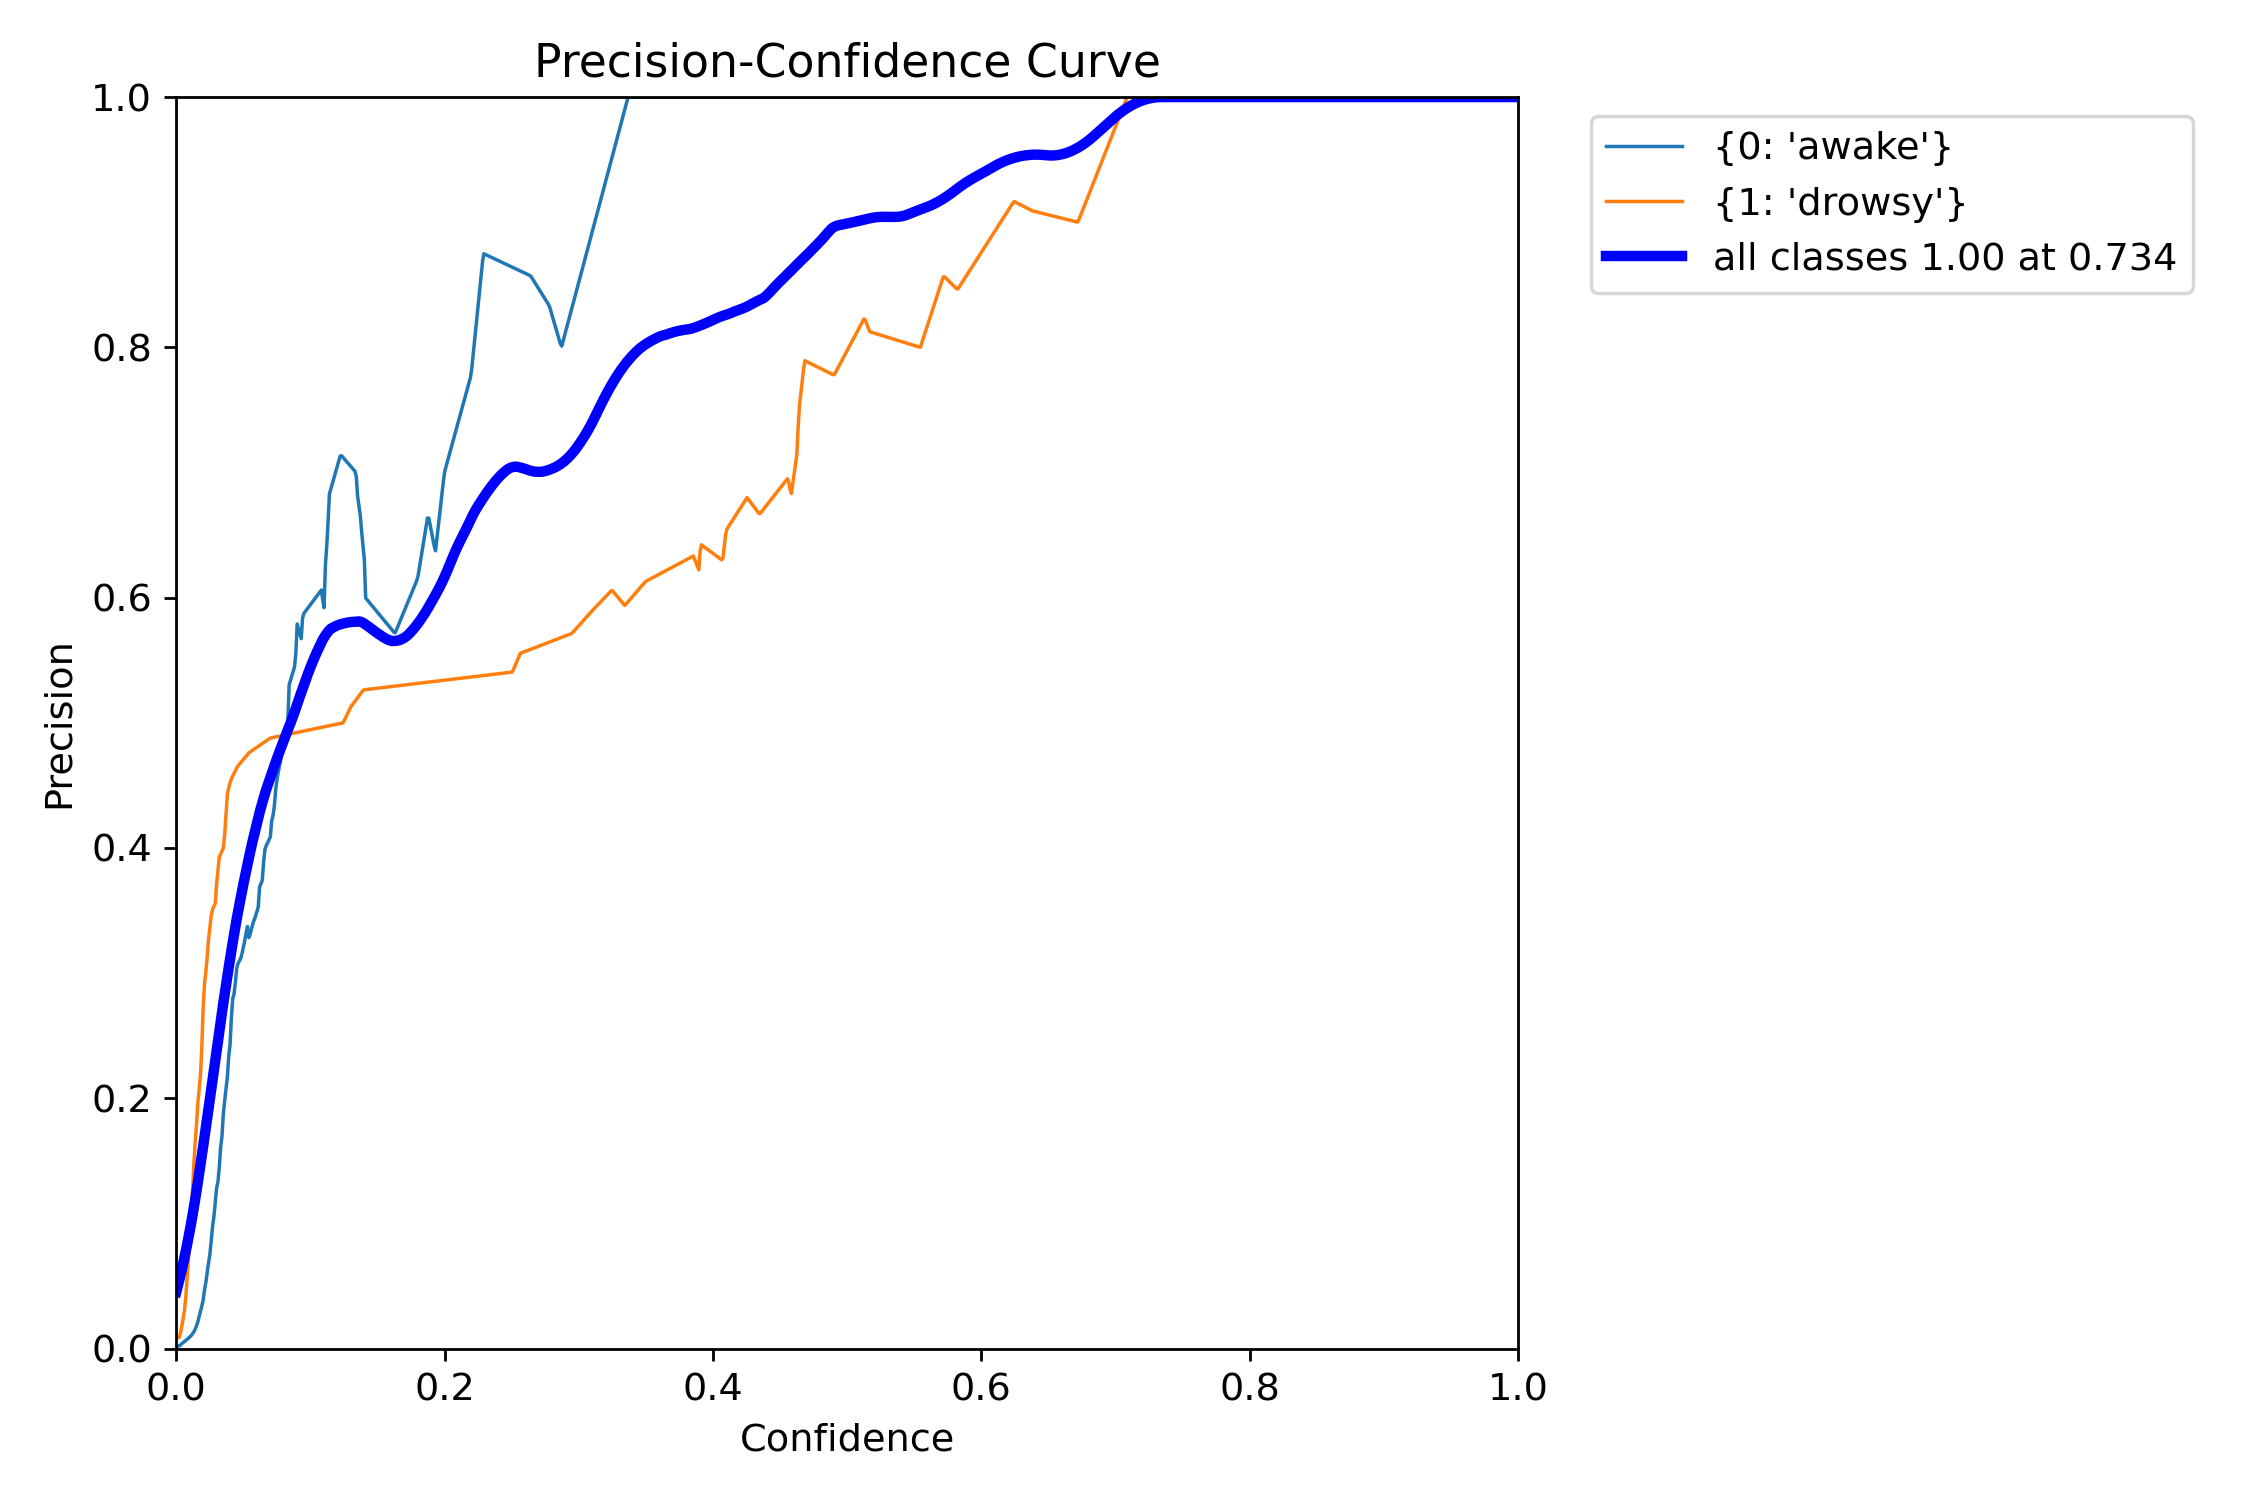 Precision-Confidence Curve
1.0
0.8
0.6
0.4
0.2
0.0
Precision
0.0 0.2 0.4 0.6 0.8 1.0
Confidence
{0: 'awake'}
{1: 'drowsy'}
all classes 1.00 at 0.734